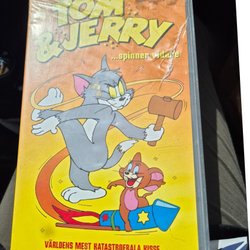 TOM
& JERRY
...spinner vidare
VÄRLDENS MEST KATASTROFALA KISSE